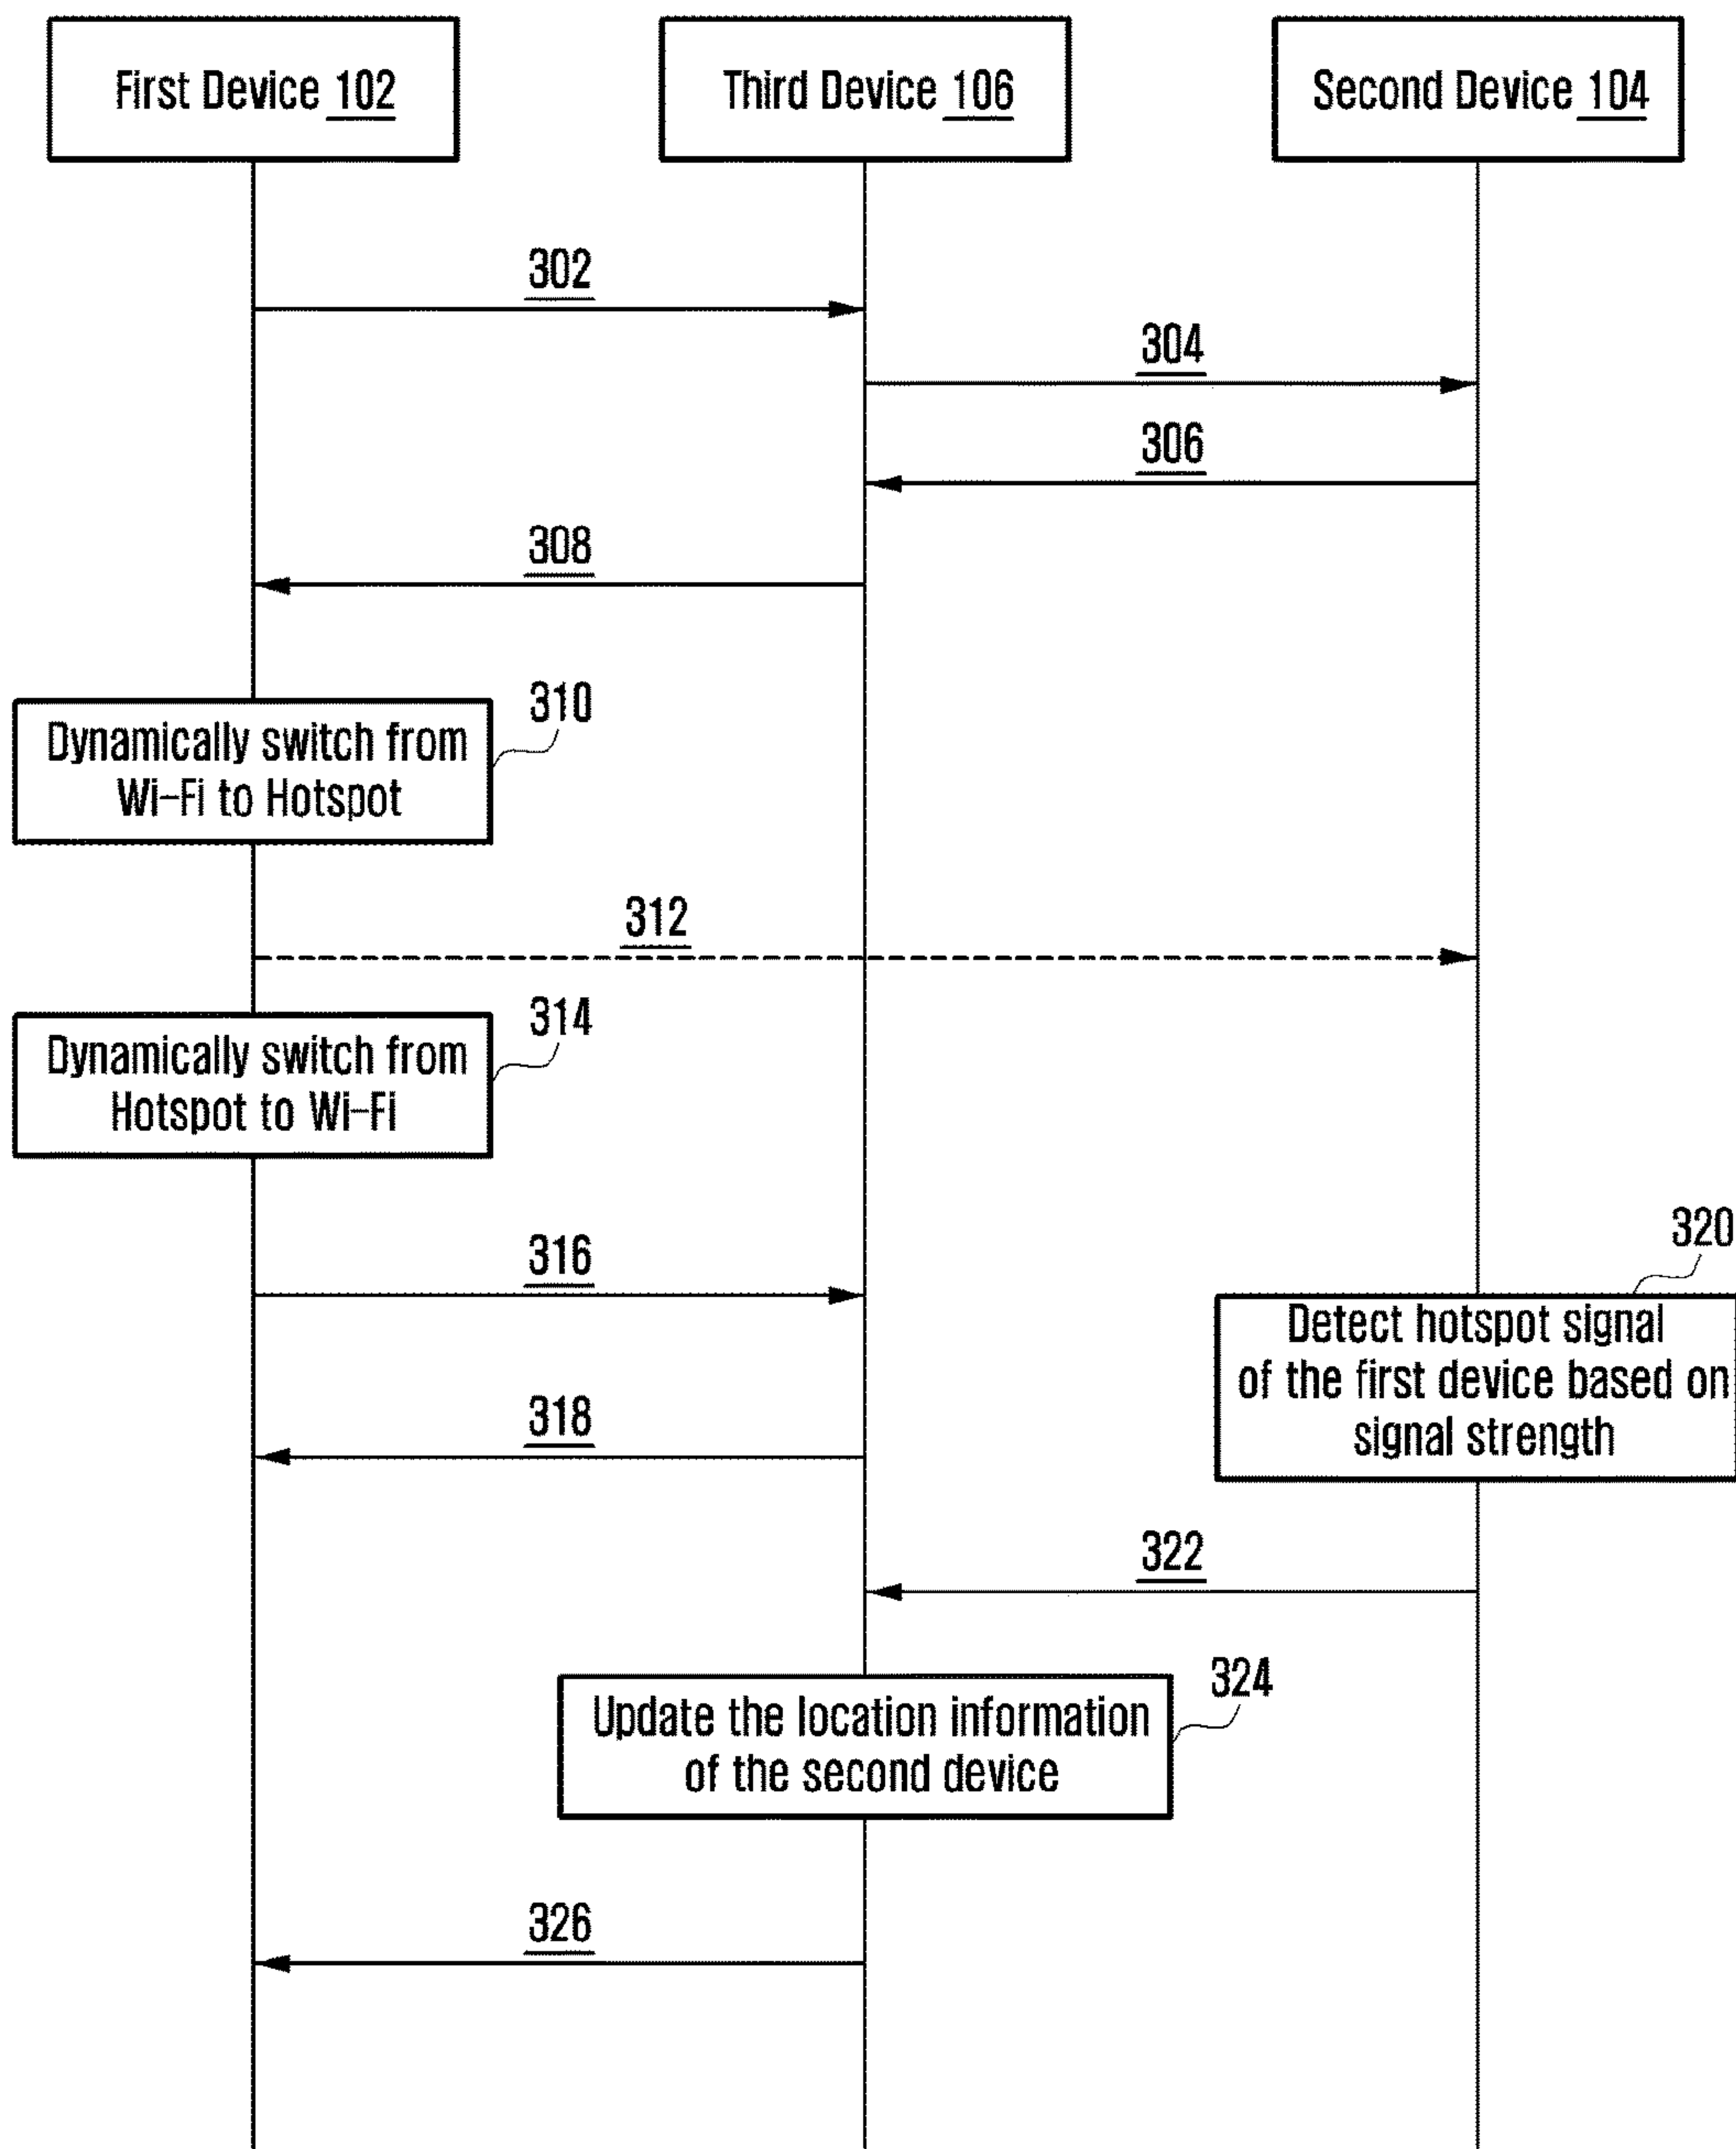 First Device 102
Third Device 106
Second Device 104
302
304
306
308
310
Dynamically switch from
Wi-Fi to Hotspot
312
314
Dynamically switch from
Hotspot to Wi-Fi
316
320
Detect hotspot signal
of the first device based on
signal strength
318
322
324
Update the location information
of the second device
326